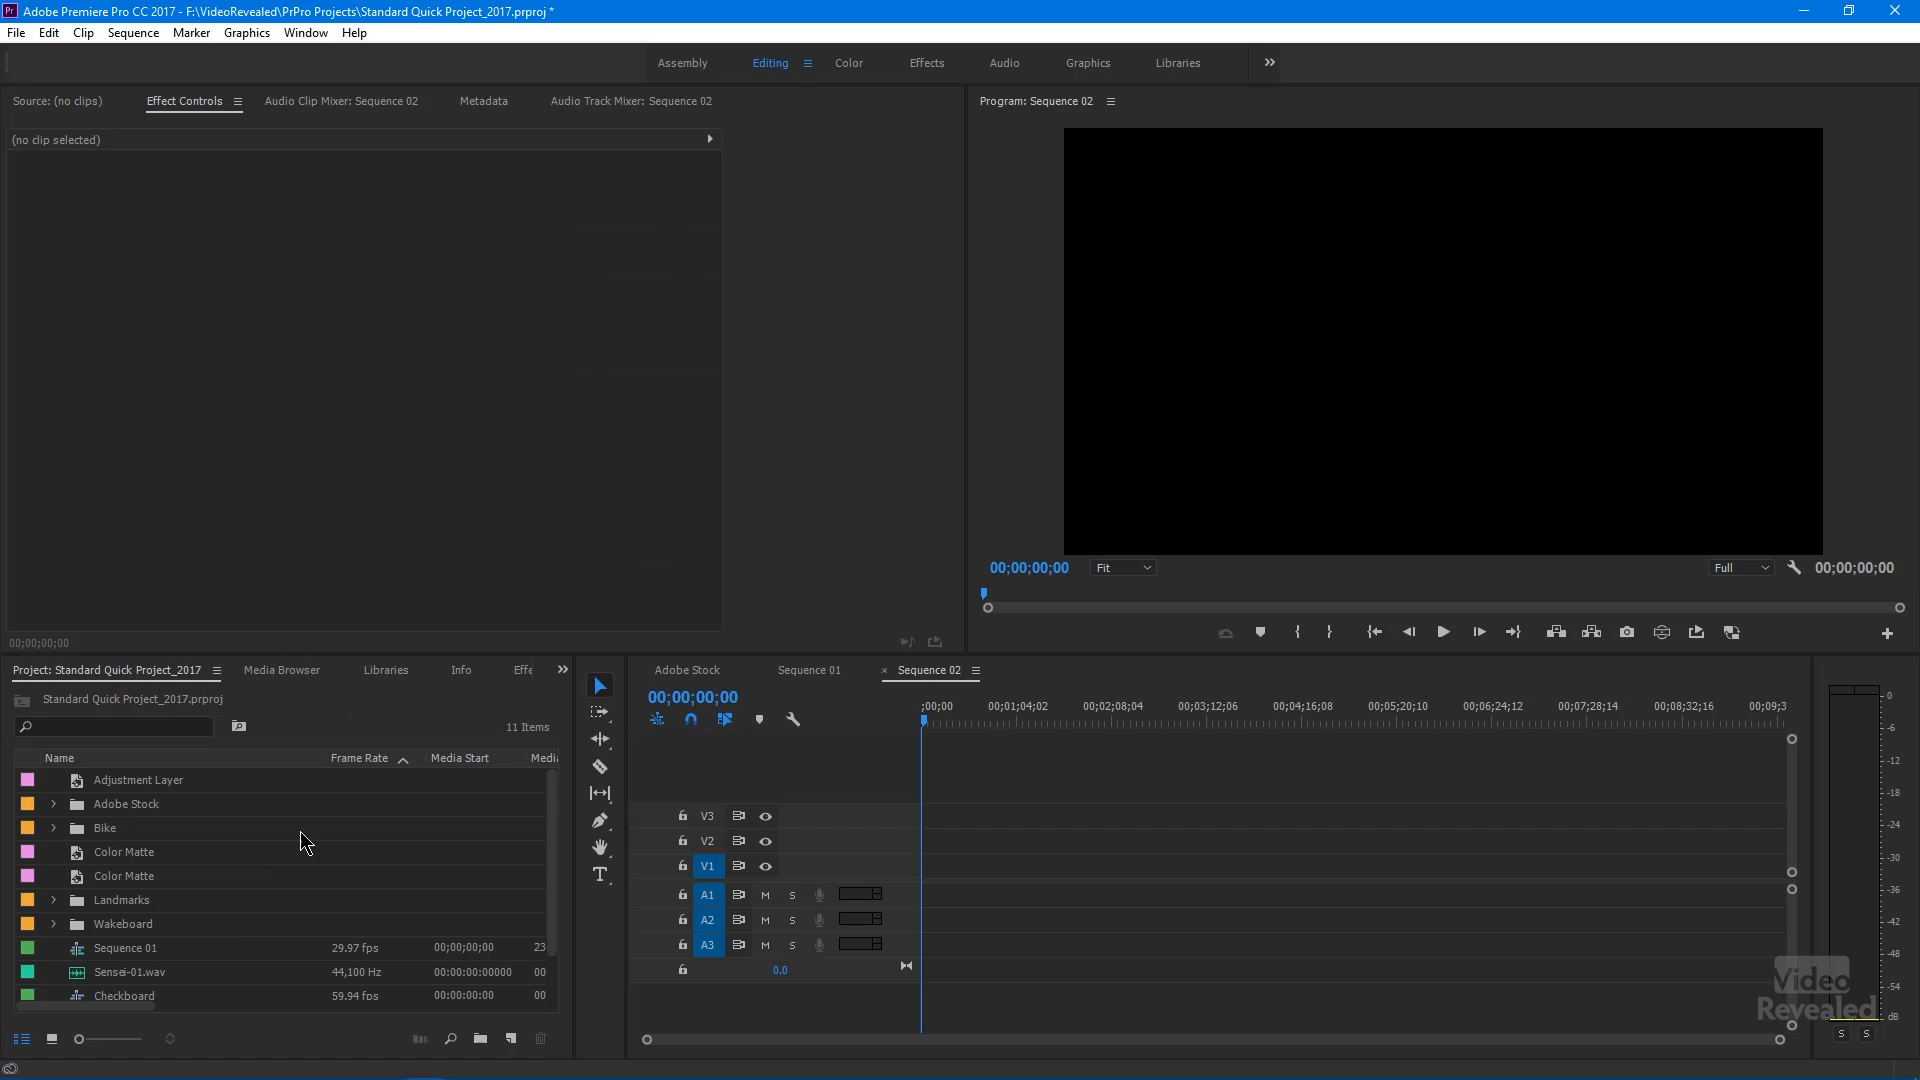 Pr Adobe Premiere Pro CC 2017 - F:\VideoRevealed\PrPro Projects\Standard Quick Project_2017.prproj *
File Edit Clip Sequence Marker Graphics Window Help
Assembly Editing Color Effects Audio Graphics Libraries
Source: (no clips) Effect Controls Audio Clip Mixer: Sequence 02 Metadata Audio Track Mixer: Sequence 02
Program: Sequence 02
(no clip selected)
00;00;00;00
00;00;00;00 Fit Full 00;00;00;00
Project: Standard Quick Project_2017 Media Browser Libraries Info Effe
Standard Quick Project_2017.prproj
11 Items
Name Frame Rate Media Start Media
Adjustment Layer
Adobe Stock
Bike
Color Matte
Color Matte
Landmarks
Wakeboard
Sequence 01 29.97 fps 00;00;00;00 23
Sensei-01.wav 44,100 Hz 00:00:00:00000 00
Checkboard 59.94 fps 00:00:00:00 00
T
Adobe Stock Sequence 01 × Sequence 02
00;00;00;00
;00;00 00;01;04;02 00;02;08;04 00;03;12;06 00;04;16;08 00;05;20;10 00;06;24;12 00;07;28;14 00;08;32;16 00;09;3
V3
V2
V1
A1 M S
A2 M S
A3 M S
0.0
0
-6
-12
-18
-24
-30
-36
-42
-48
-54
dB
S S
Video
Revealed